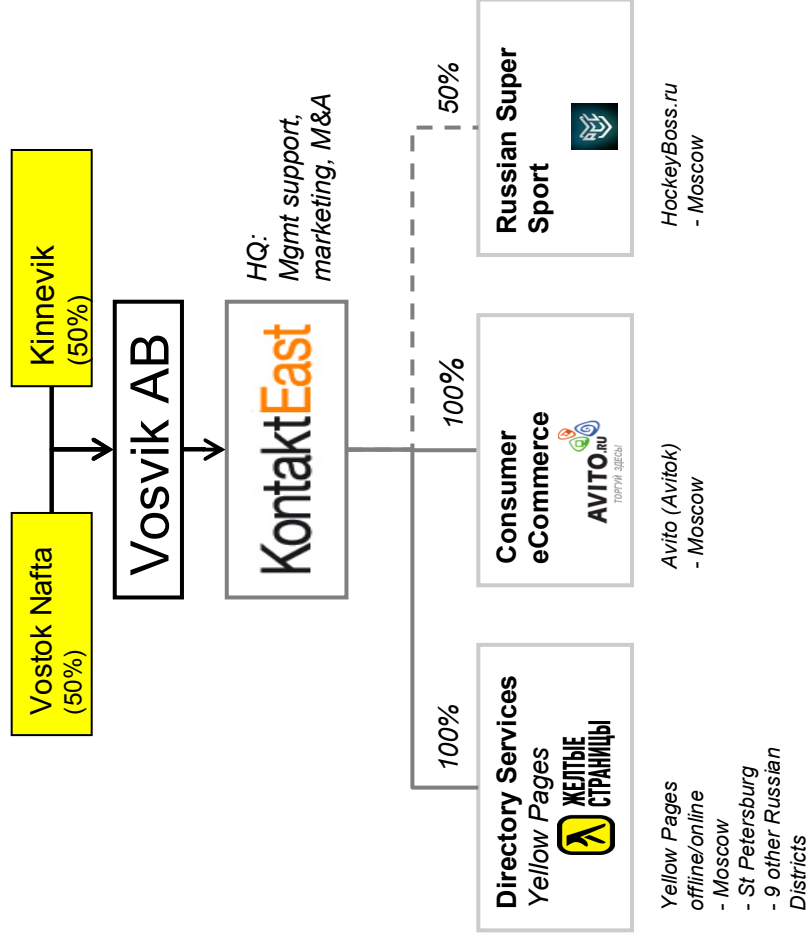 Vostok Nafta
(50%)
Kinnevik
(50%)
Vosvik AB
KontaktEast
HQ:
Mgmt support,
marketing, M&A
100%
100%
50%
Directory Services
Yellow Pages
ЖЕЛТЫЕ
СТРАНИЦЫ
Consumer
eCommerce
AVITO.RU
ТОРГУЙ ЗДЕСЬ!
Russian Super
Sport
Yellow Pages
offline/online
- Moscow
- St Petersburg
- 9 other Russian
Districts
Avito (Avitok)
- Moscow
HockeyBoss.ru
- Moscow